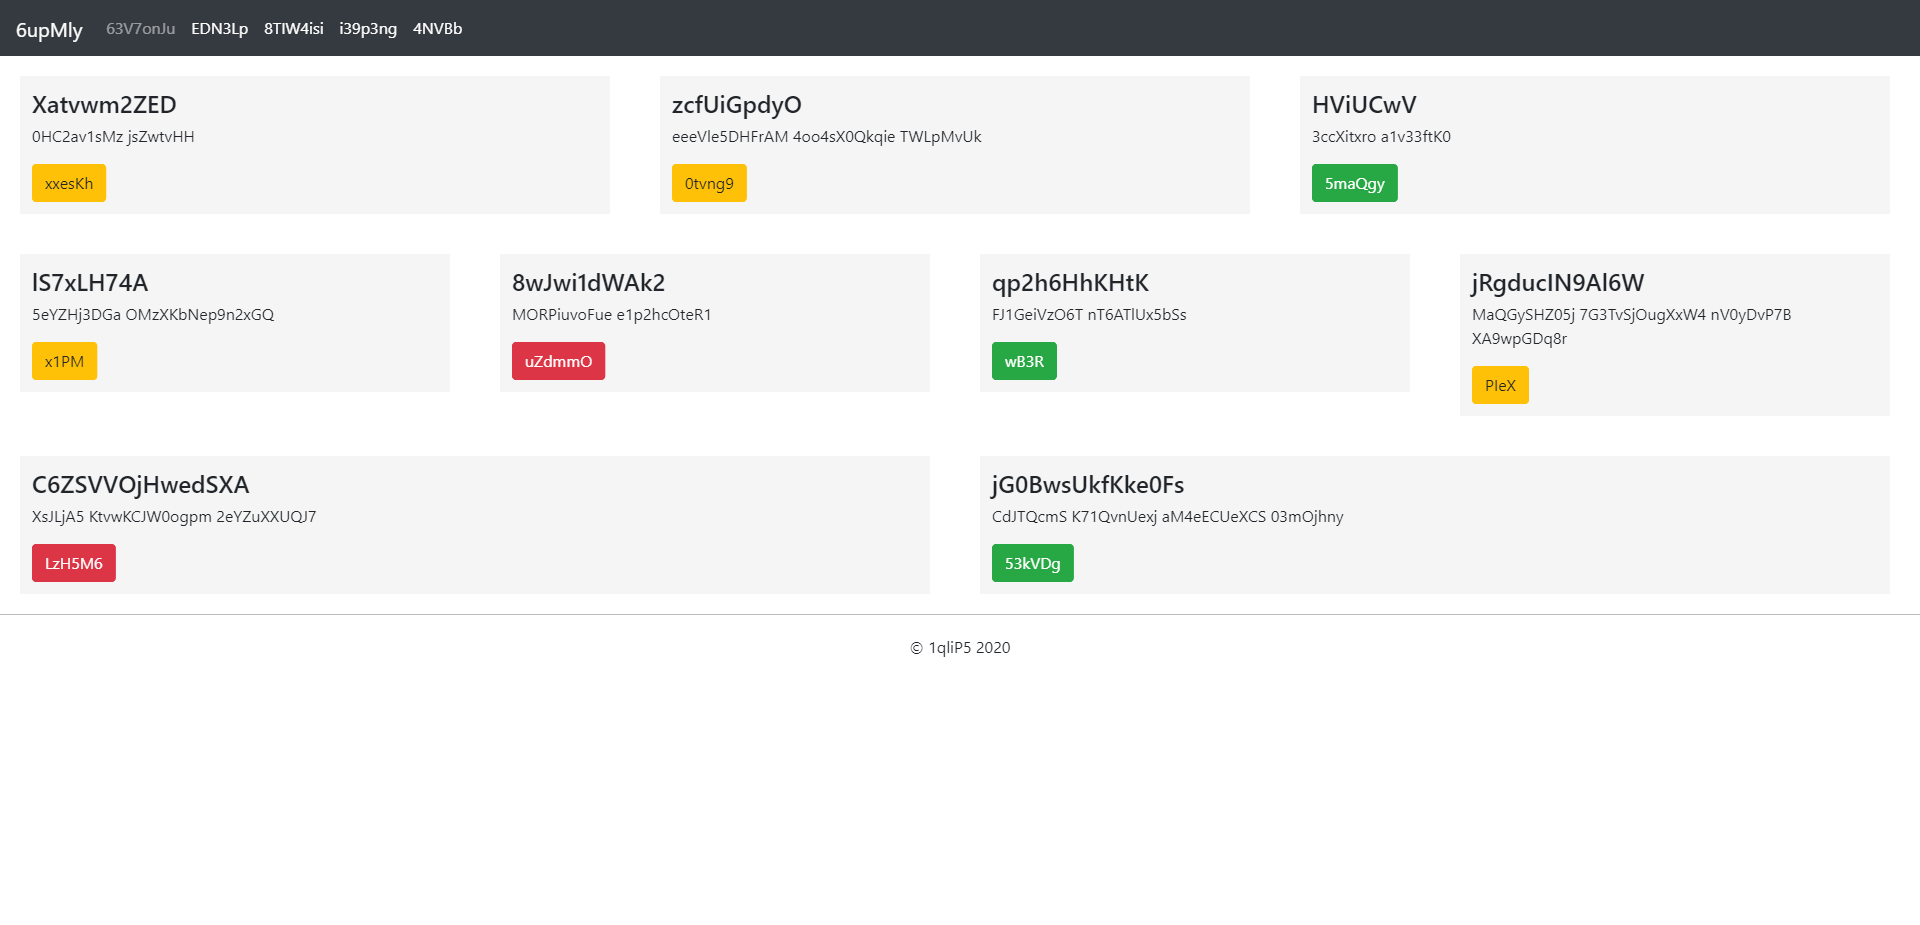 6upMly 63V7onJu EDN3Lp 8TlW4isi i39p3ng 4NVBb
Xatvwm2ZED
0HC2av1sMz jsZwtvHH
xxesKh
zcfUiGpdyO
eeeVle5DHFrAM 4oo4sX0Qkqie TWLpMvUk
0tvng9
HViUCwV
3ccXitxro a1v33ftK0
5maQgy
lS7xLH74A
5eYZHj3DGa OMzXKbNep9n2xGQ
x1PM
8wJwi1dWAk2
MORPiuvoFue e1p2hcOteR1
uZdmmO
qp2h6HhKHtK
FJ1GeiVzO6T nT6ATlUx5bSs
wB3R
jRgducIN9Al6W
MaQGySHZ05j 7G3TvSjOugXxW4 nV0yDvP7B
XA9wpGDq8r
PIeX
C6ZSVVOjHwedSXA
XsJLjA5 KtvwKCJW0ogpm 2eYZuXXUQJ7
LzH5M6
jG0BwsUkfKke0Fs
CdJTQcmS K71QvnUexj aM4eECUeXCS 03mOjhny
53kVDg
© 1qliP5 2020